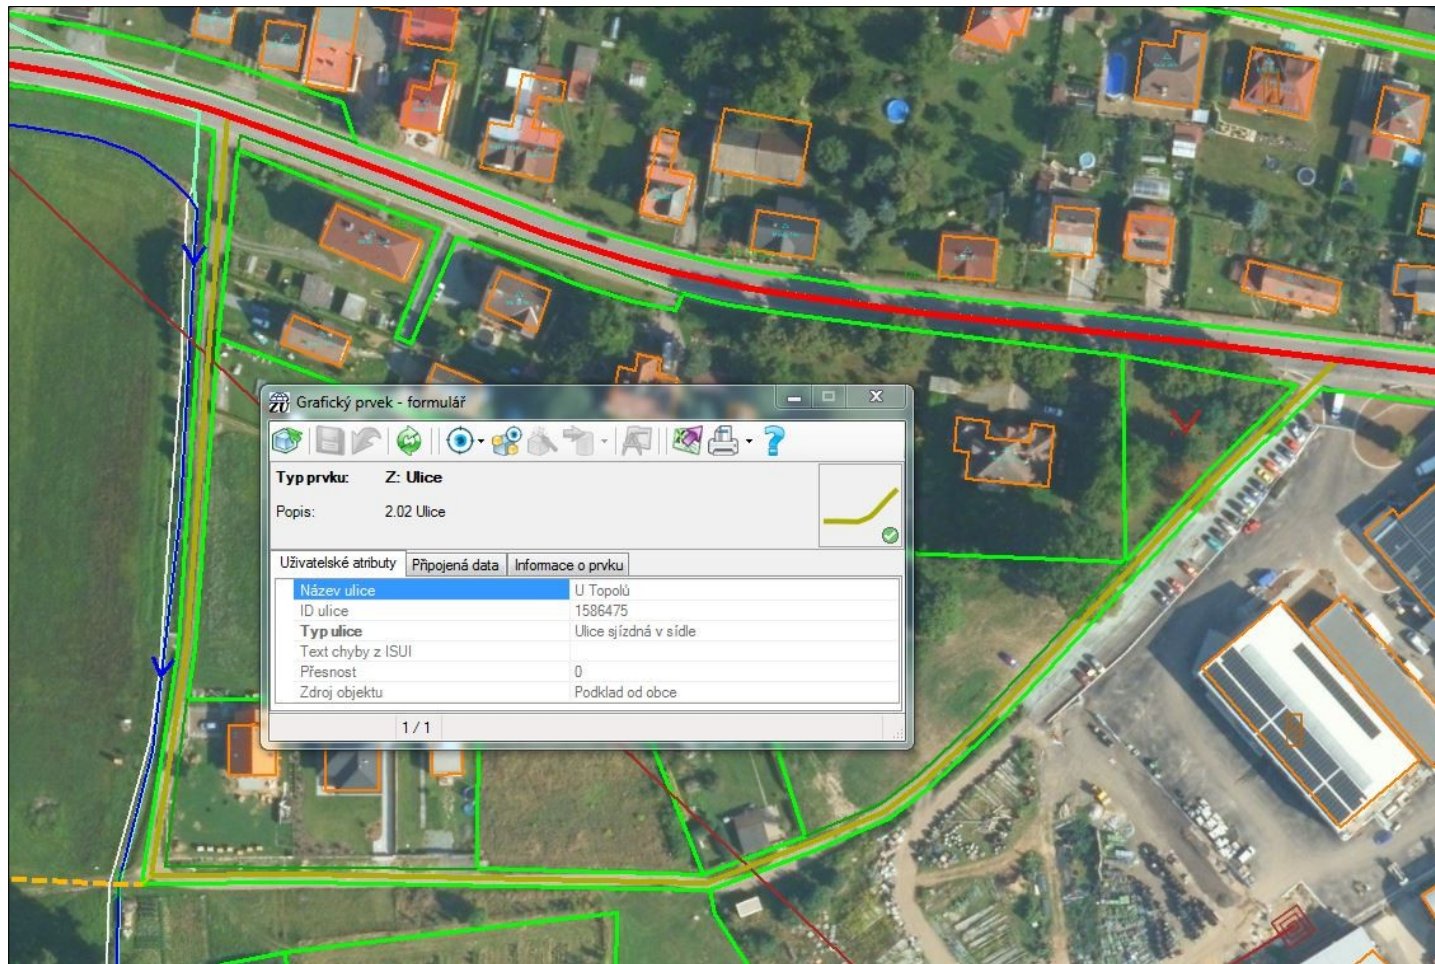 Grafický prvek - formulář
Typ prvku: Z: Ulice
Popis: 2.02 Ulice
Uživatelské atributy Připojená data Informace o prvku
Název ulice U Topolů
ID ulice 1586475
Typ ulice Ulice sjízdná v sídle
Text chyby z ISUI
Přesnost 0
Zdroj objektu Podklad od obce
1 / 1